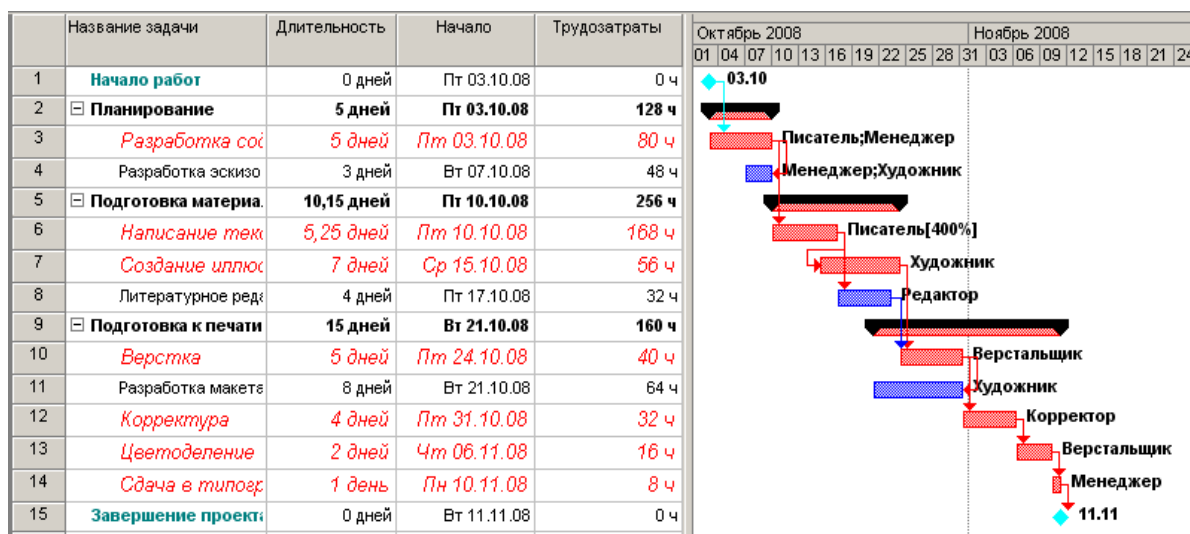 Название задачи Длительность Начало Трудозатраты Октябрь 2008 Ноябрь 2008
01 04 07 10 13 16 19 22 25 28 31 03 06 09 12 15 18 21 24
1 Начало работ 0 дней Пт 03.10.08 0 ч 03.10
2 Планирование 5 дней Пт 03.10.08 128 ч
3 Разработка сод 5 дней Пт 03.10.08 80 ч Писатель;Менеджер
4 Разработка эскизо 3 дней Вт 07.10.08 48 ч Менеджер;Художник
5 Подготовка материа. 10,15 дней Пт 10.10.08 256 ч
6 Написание тек 5,25 дней Пт 10.10.08 168 ч Писатель[400%]
7 Создание иллюс 7 дней Ср 15.10.08 56 ч Художник
8 Литературное реда 4 дней Пт 17.10.08 32 ч Редактор
9 Подготовка к печати 15 дней Вт 21.10.08 160 ч
10 Верстка 5 дней Пт 24.10.08 40 ч Верстальщик
11 Разработка макета 8 дней Вт 21.10.08 64 ч Художник
12 Корректура 4 дней Пт 31.10.08 32 ч Корректор
13 Цветоделение 2 дней Чт 06.11.08 16 ч Верстальщик
14 Сдача в типогр 1 день Пн 10.11.08 8 ч Менеджер
15 Завершение проект 0 дней Вт 11.11.08 0 ч 11.11